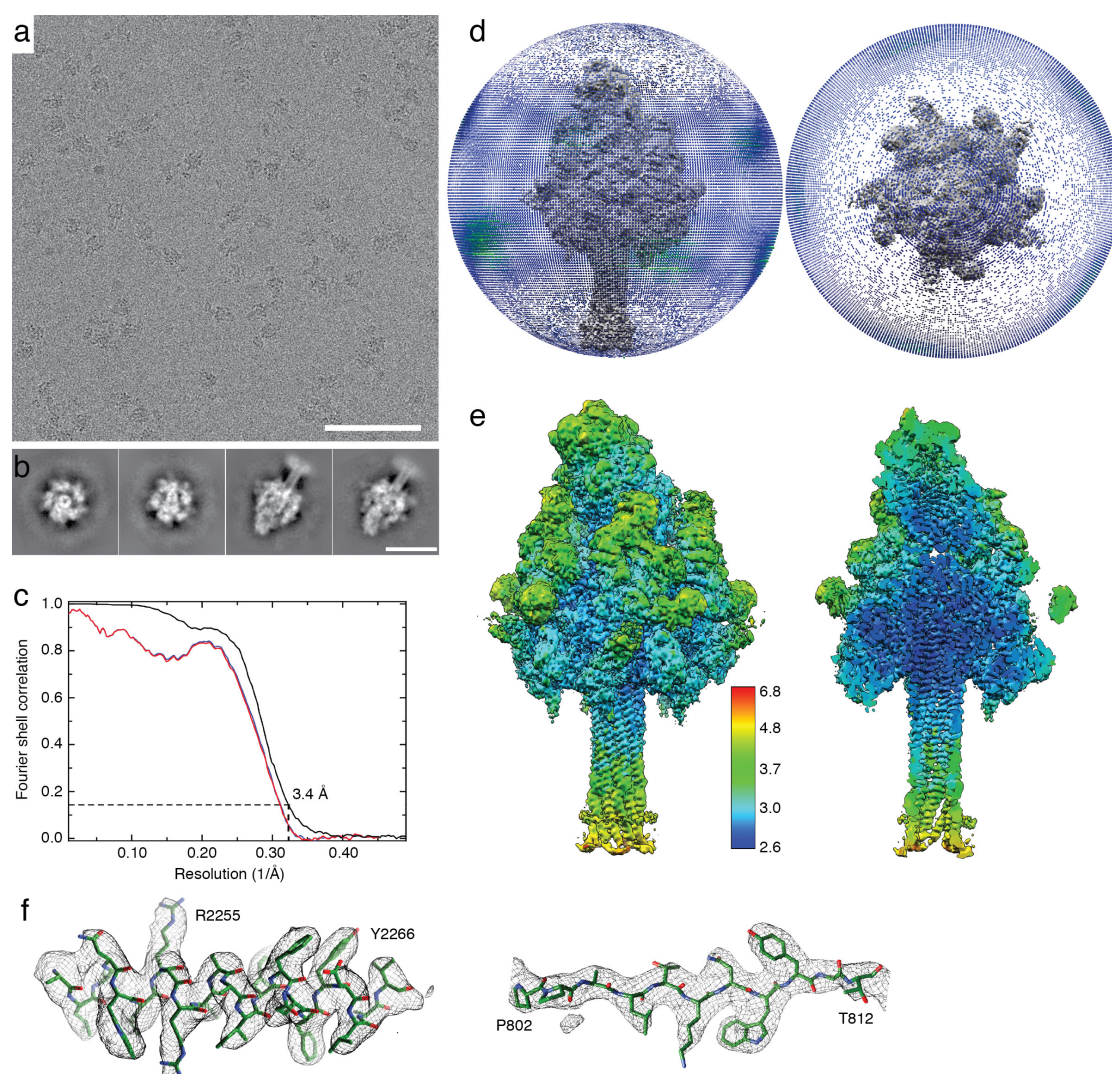 a
d
b
c
1.0
0.8
0.6
0.4
0.2
0.0
Fourier shell correlation
3.4 Å
0.10
0.20
0.30
0.40
Resolution (1/Å)
e
6.8
4.8
3.7
3.0
2.6
f
R2255
Y2266
P802
T812